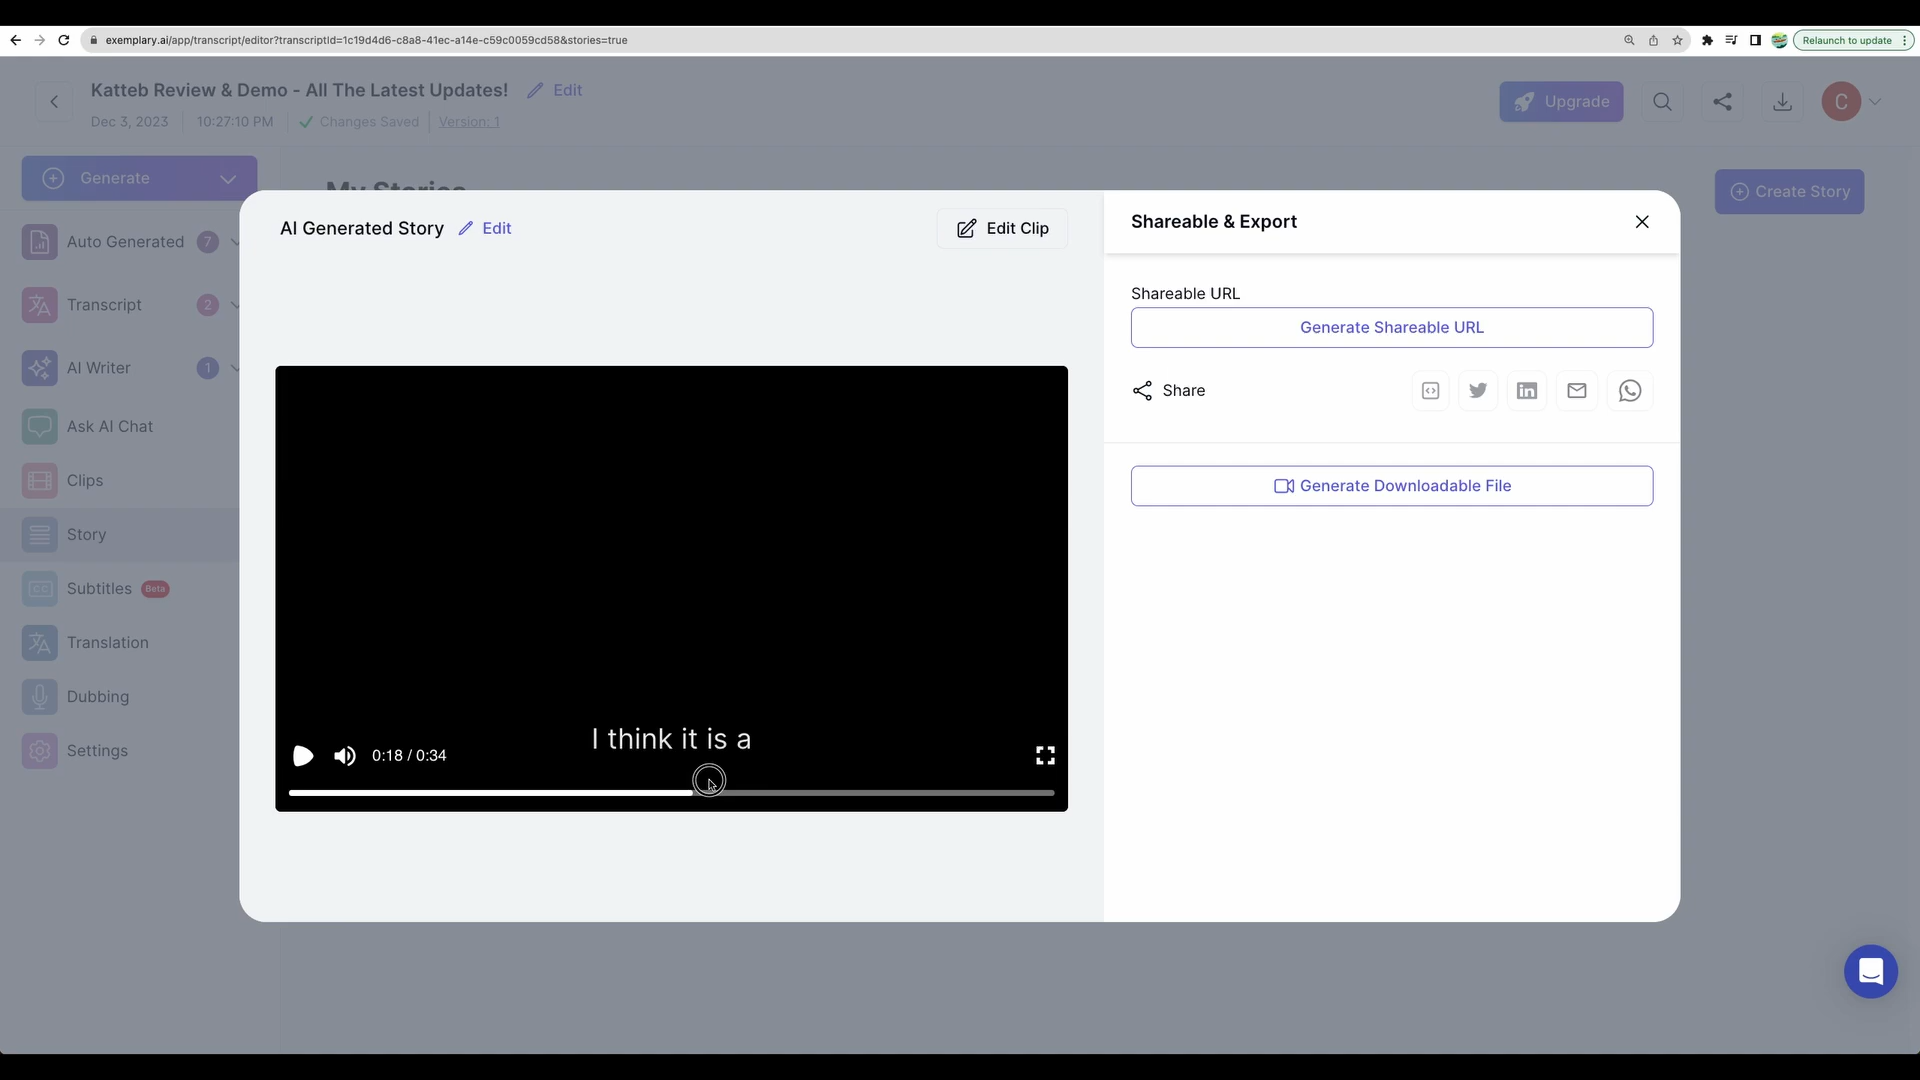 exemplary.ai/app/transcript/editor?transcriptId=1c19d4d6-c8a8-41ec-a14e-c59c0059cd58&stories=true
Relaunch to update
Katteb Review & Demo - All The Latest Updates!
Edit
Dec 3, 2023
10:27:10 PM
Changes Saved
Version: 1
Upgrade
C
Generate
My Stories
Create Story
Auto Generated 7
Transcript 2
AI Writer 1
Ask AI Chat
Clips
Story
Subtitles Beta
Translation
Dubbing
Settings
AI Generated Story
Edit
Edit Clip
I think it is a
0:18 / 0:34
Shareable & Export
Shareable URL
Generate Shareable URL
Share
Generate Downloadable File